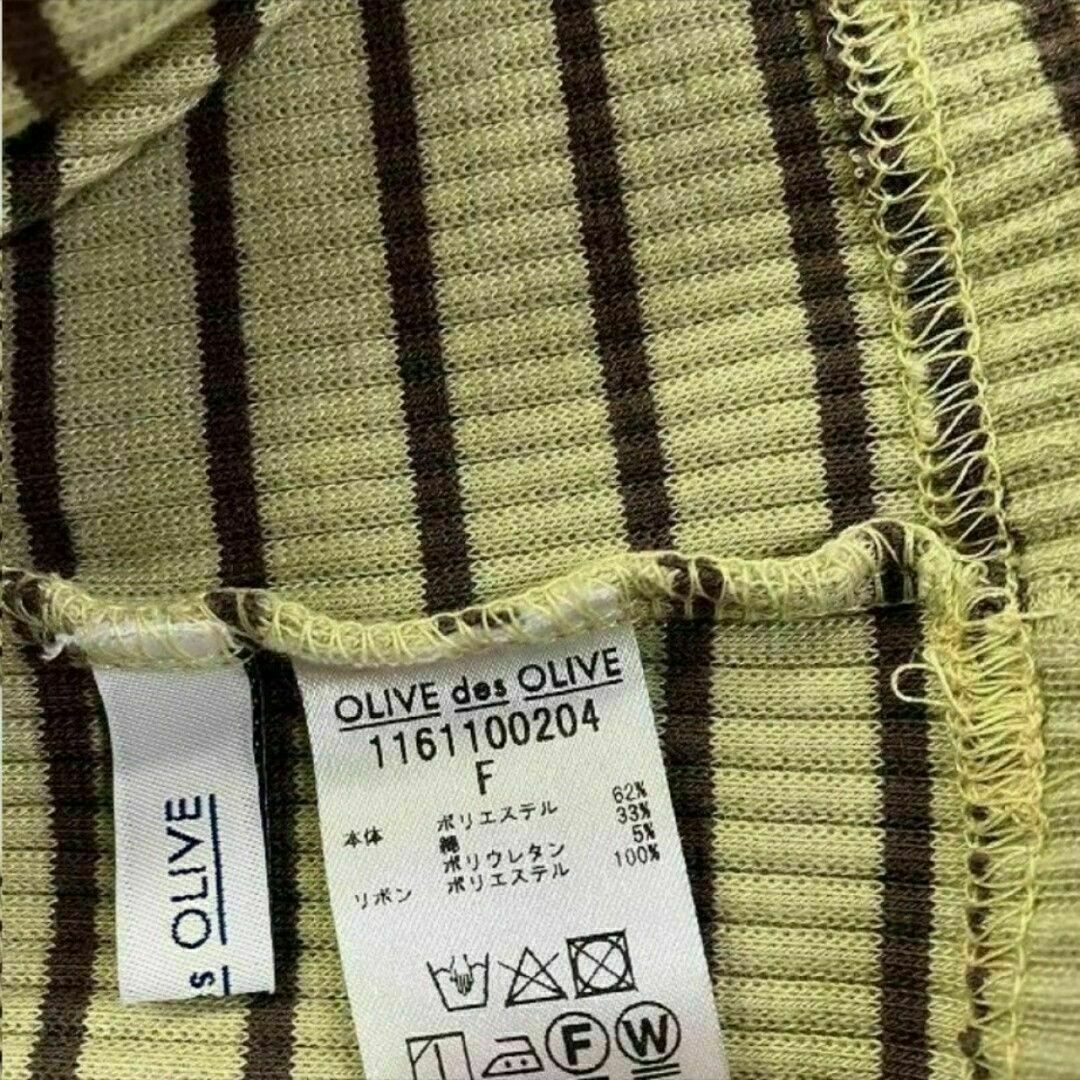 OLIVE des OLIVE
1161100204
F
本体 ポリエステル 62%
綿 33%
ポリウレタン 5%
リボン ポリエステル 100%
F W
es OLIVE